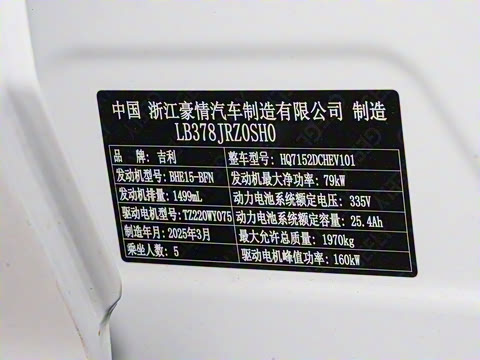 中国 浙江豪情汽车制造有限公司 制造
LB378JRZ0SH0
品 牌: 吉利 整车型号: HQ7152DCHEV101
发动机型号: BHE15-BFN 发动机最大净功率: 79kW
发动机排量: 1499mL 动力电池系统额定电压: 335V
驱动电机型号: TZ220WY075 动力电池系统额定容量: 25.4Ah
制造年月: 2025年3月 最大允许总质量: 1970kg
乘坐人数: 5 驱动电机峰值功率: 160kW